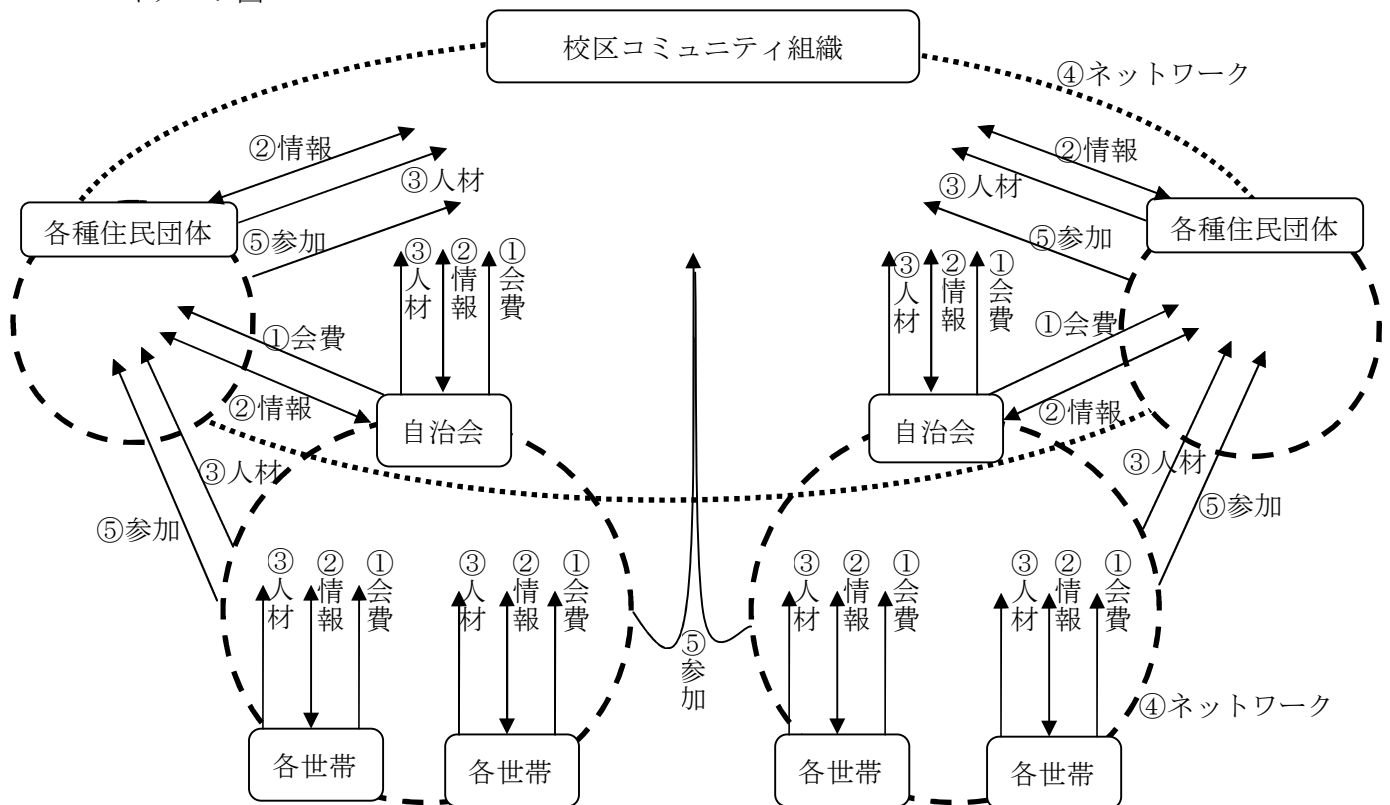 校区コミュニティ組織
④ネットワーク
②情報
③人材
⑤参加
各種住民団体
②情報
③人材
⑤参加
各種住民団体
③人材
②情報
①会費
③人材
②情報
①会費
①会費
②情報
自治会
①会費
②情報
自治会
③人材
⑤参加
③人材
⑤参加
③人材
②情報
①会費
③人材
②情報
①会費
⑤参加
③人材
②情報
①会費
③人材
②情報
①会費
④ネットワーク
各世帯
各世帯
各世帯
各世帯